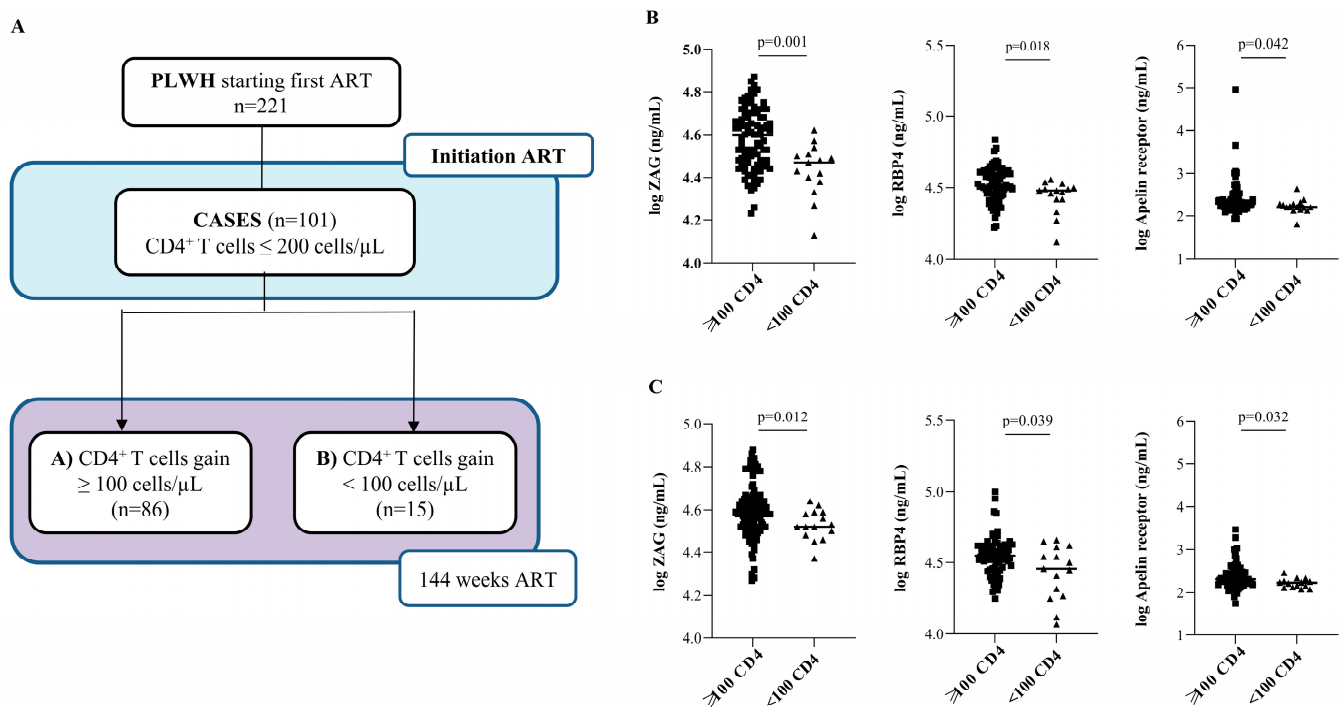 A
PLWH starting first ART
n=221
Initiation ART
CASES (n=101)
CD4⁺ T cells ≤ 200 cells/µL
A) CD4⁺ T cells gain
≥ 100 cells/µL
(n=86)
B) CD4⁺ T cells gain
< 100 cells/µL
(n=15)
144 weeks ART
B
p=0.001
log ZAG (ng/mL)
5.0
4.8
4.6
4.4
4.2
4.0
⩾100 CD4
<100 CD4
p=0.018
log RBP4 (ng/mL)
5.5
5.0
4.5
4.0
⩾100 CD4
<100 CD4
p=0.042
log Apelin receptor (ng/mL)
6
5
4
3
2
1
⩾100 CD4
<100 CD4
C
p=0.012
log ZAG (ng/mL)
5.0
4.8
4.6
4.4
4.2
4.0
⩾100 CD4
<100 CD4
p=0.039
log RBP4 (ng/mL)
5.5
5.0
4.5
4.0
⩾100 CD4
<100 CD4
p=0.032
log Apelin receptor (ng/mL)
6
5
4
3
2
1
⩾100 CD4
<100 CD4